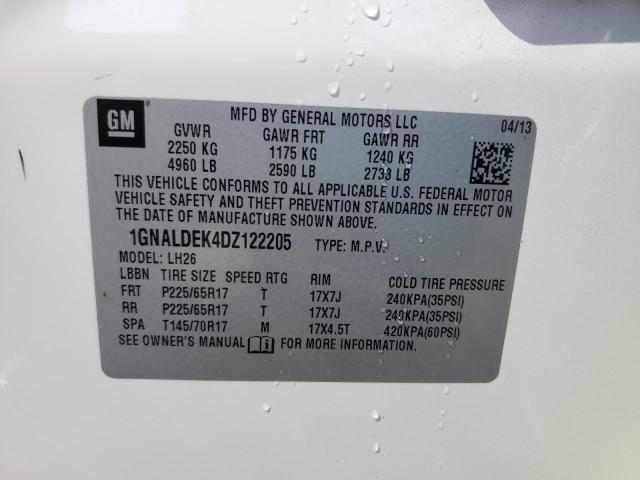 GM
MFD BY GENERAL MOTORS LLC
04/13
GVWR GAWR FRT GAWR RR
2250 KG 1175 KG 1240 KG
4960 LB 2590 LB 2733 LB
THIS VEHICLE CONFORMS TO ALL APPLICABLE U.S. FEDERAL MOTOR
VEHICLE SAFETY AND THEFT PREVENTION STANDARDS IN EFFECT ON
THE DATE OF MANUFACTURE SHOWN ABOVE.
1GNALDEK4DZ122205 TYPE: M.P.V.
MODEL: LH26
LBBN TIRE SIZE SPEED RTG RIM COLD TIRE PRESSURE
FRT P225/65R17 T 17X7J 240KPA(35PSI)
RR P225/65R17 T 17X7J 240KPA(35PSI)
SPA T145/70R17 M 17X4.5T 420KPA(60PSI)
SEE OWNER'S MANUAL FOR MORE INFORMATION.